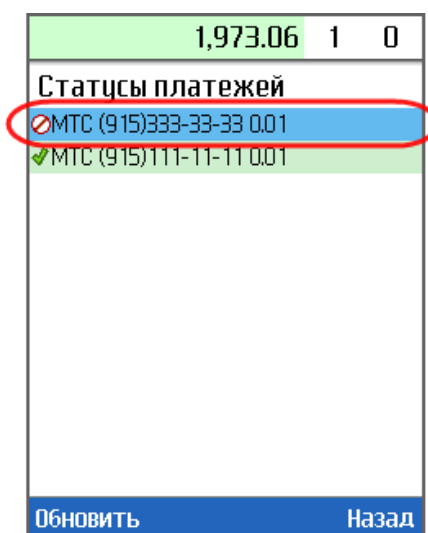 1,973.06 1 0
Статусы платежей
МТС (915)333-33-33 0.01
МТС (915)111-11-11 0.01
Обновить Назад